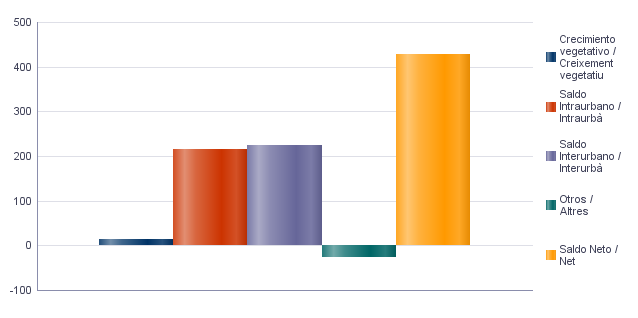 500
400
300
200
100
0
-100
Crecimiento
vegetativo /
Creixement
vegetatiu
Saldo
Intraurbano /
Intraurbà
Saldo
Interurbano /
Interurbà
Otros /
Altres
Saldo Neto /
Net